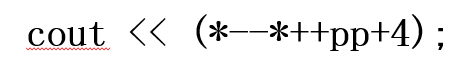 cout << (*--*++pp+4);